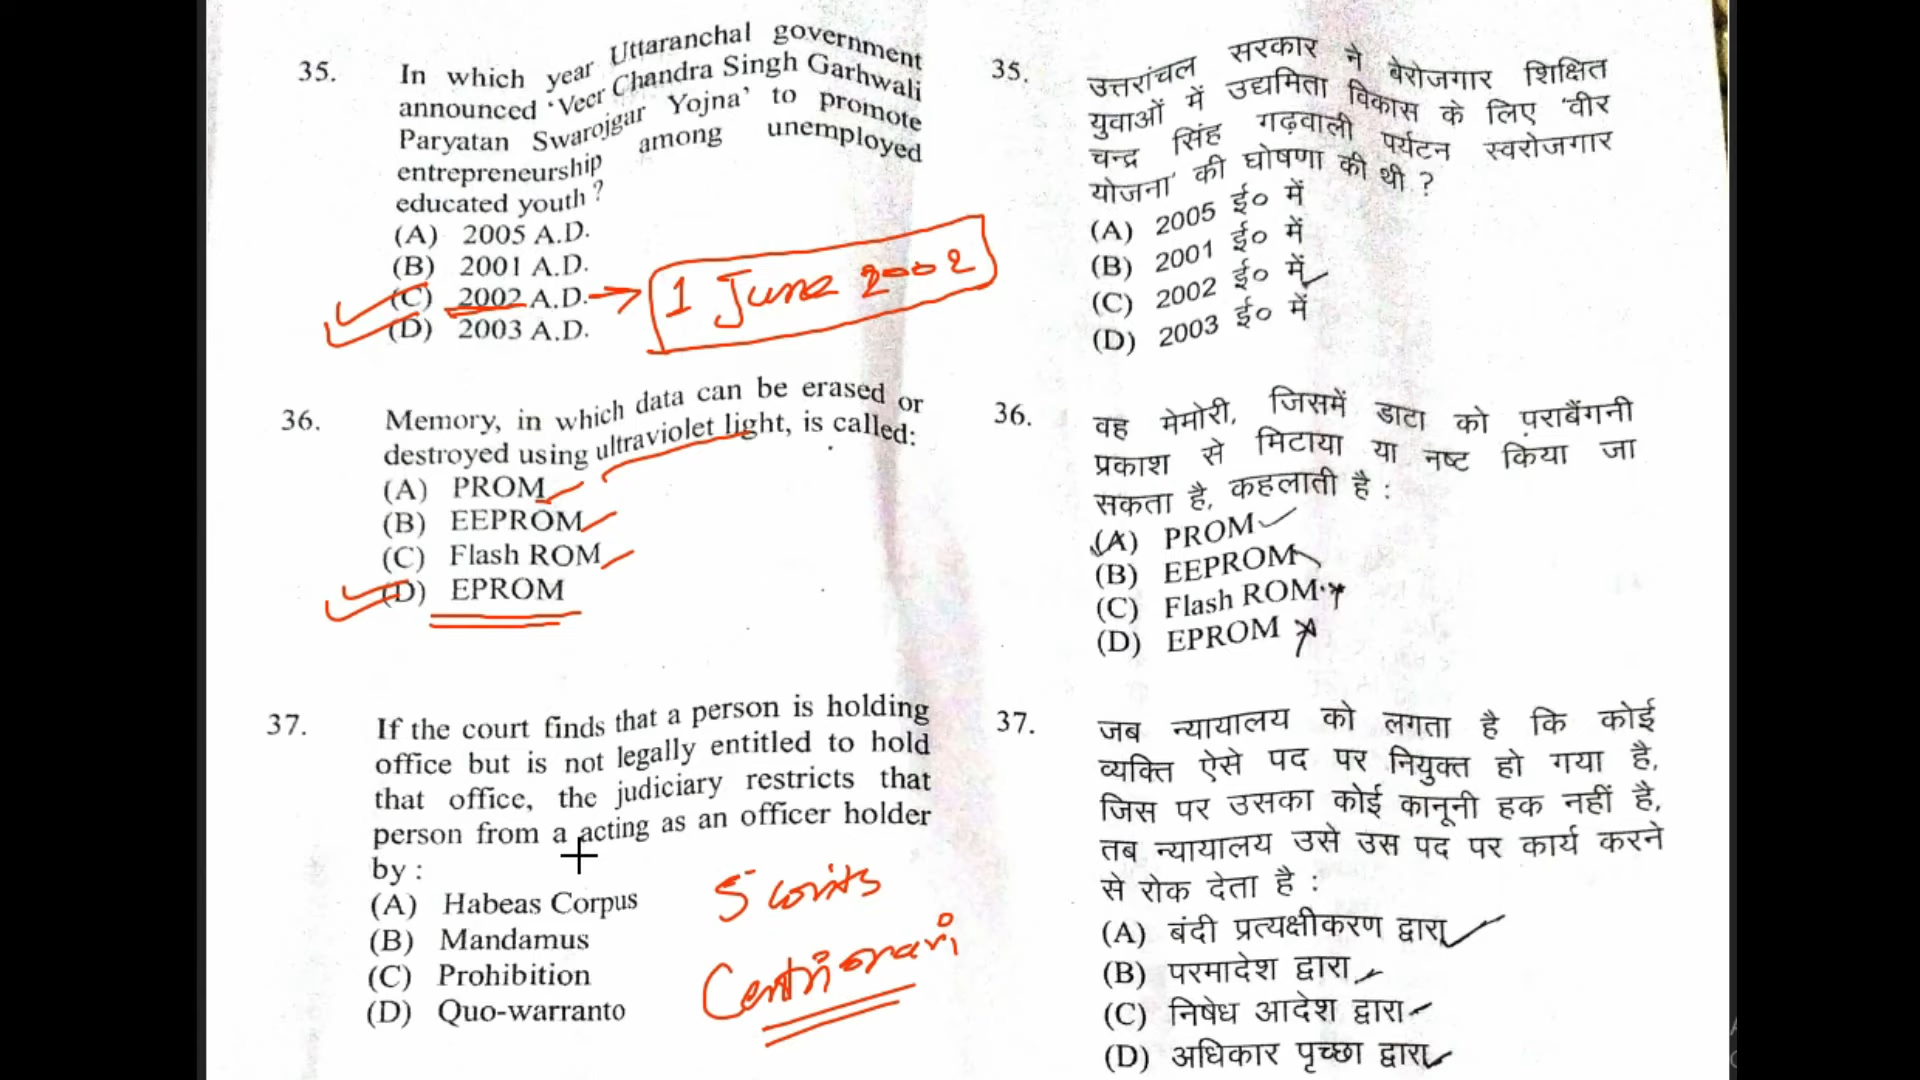 35. In which year Uttaranchal government
announced ‘Veer Chandra Singh Garhwali
Paryatan Swarojgar Yojna’ to promote
entrepreneurship among unemployed
educated youth ?
(A) 2005 A.D.
(B) 2001 A.D.
(C) 2002 A.D. → 1 June 2002
(D) 2003 A.D.
36. Memory, in which data can be erased or
destroyed using ultraviolet light, is called:
(A) PROM
(B) EEPROM
(C) Flash ROM
(D) EPROM
37. If the court finds that a person is holding
office but is not legally entitled to hold
that office, the judiciary restricts that
person from a acting as an officer holder
by :
(A) Habeas Corpus
(B) Mandamus
(C) Prohibition
(D) Quo-warranto
5
35. उत्तरांचल सरकार ने बेरोजगार शिक्षित
युवाओं में उद्यमिता विकास के लिए ‘वीर
चन्द्र सिंह गढ़वाली पर्यटन स्वरोजगार
योजना’ की घोषणा की थी ?
(A) 2005 ई० में
(B) 2001 ई० में
(C) 2002 ई० में
(D) 2003 ई० में
36. वह मेमोरी, जिसमें डाटा को पराबैंगनी
प्रकाश से मिटाया या नष्ट किया जा
सकता है, कहलाती है :
(A) PROM
(B) EEPROM
(C) Flash ROM
(D) EPROM
37. जब न्यायालय को लगता है कि कोई
व्यक्ति ऐसे पद पर नियुक्त हो गया है,
जिस पर उसका कोई कानूनी हक नहीं है,
तब न्यायालय उसे उस पद पर कार्य करने
से रोक देता है :
(A) बंदी प्रत्यक्षीकरण द्वारा
(B) परमादेश द्वारा
(C) निषेध आदेश द्वारा
(D) अधिकार पृच्छा द्वारा